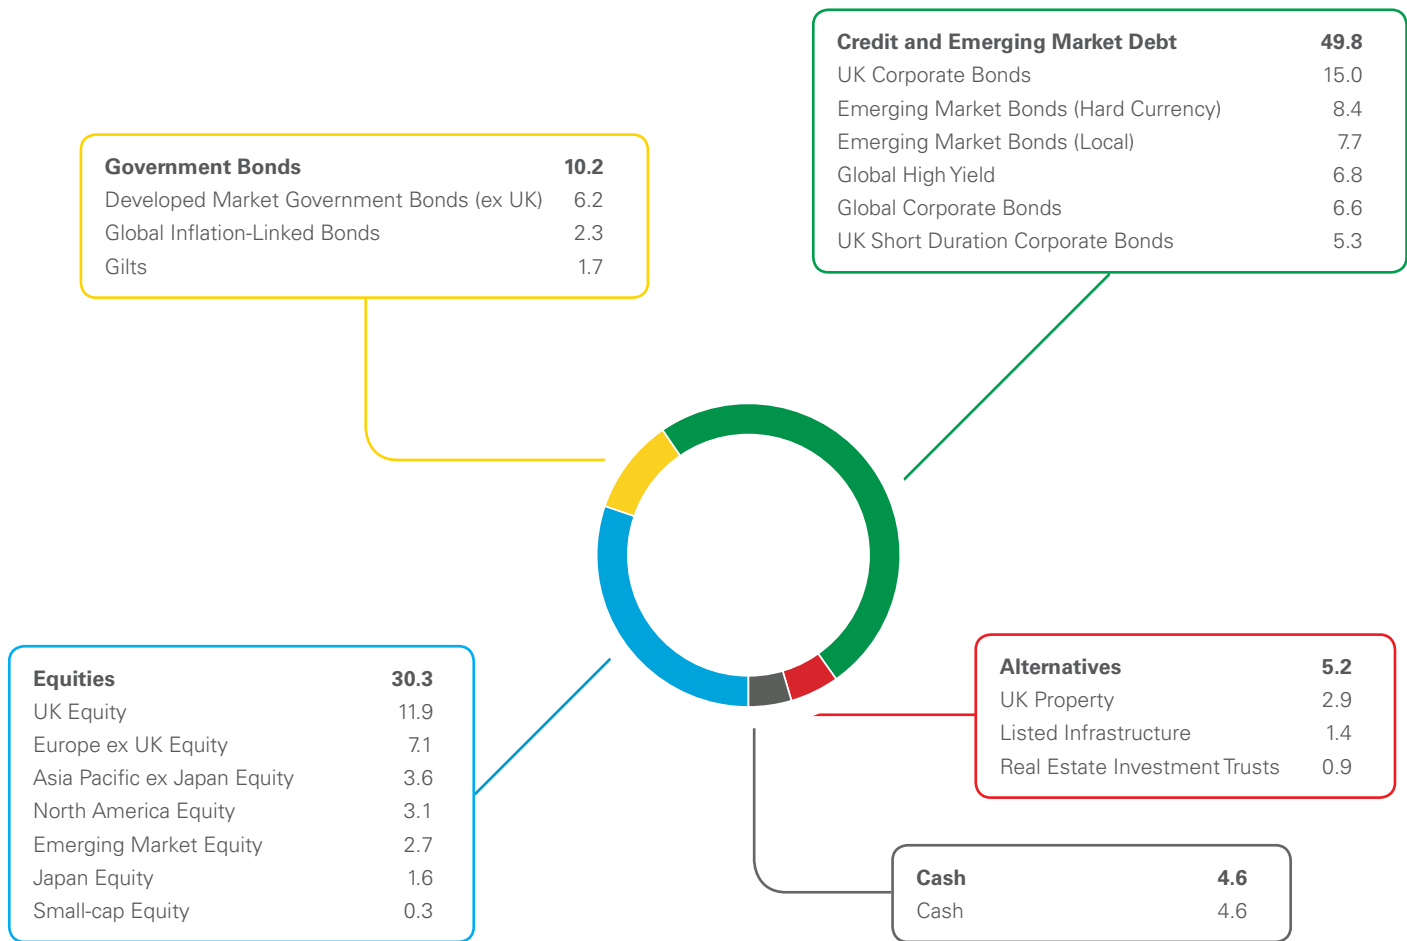 Credit and Emerging Market Debt 49.8
UK Corporate Bonds 15.0
Emerging Market Bonds (Hard Currency) 8.4
Emerging Market Bonds (Local) 7.7
Global High Yield 6.8
Global Corporate Bonds 6.6
UK Short Duration Corporate Bonds 5.3
Government Bonds 10.2
Developed Market Government Bonds (ex UK) 6.2
Global Inflation-Linked Bonds 2.3
Gilts 1.7
Equities 30.3
UK Equity 11.9
Europe ex UK Equity 7.1
Asia Pacific ex Japan Equity 3.6
North America Equity 3.1
Emerging Market Equity 2.7
Japan Equity 1.6
Small-cap Equity 0.3
Alternatives 5.2
UK Property 2.9
Listed Infrastructure 1.4
Real Estate Investment Trusts 0.9
Cash 4.6
Cash 4.6